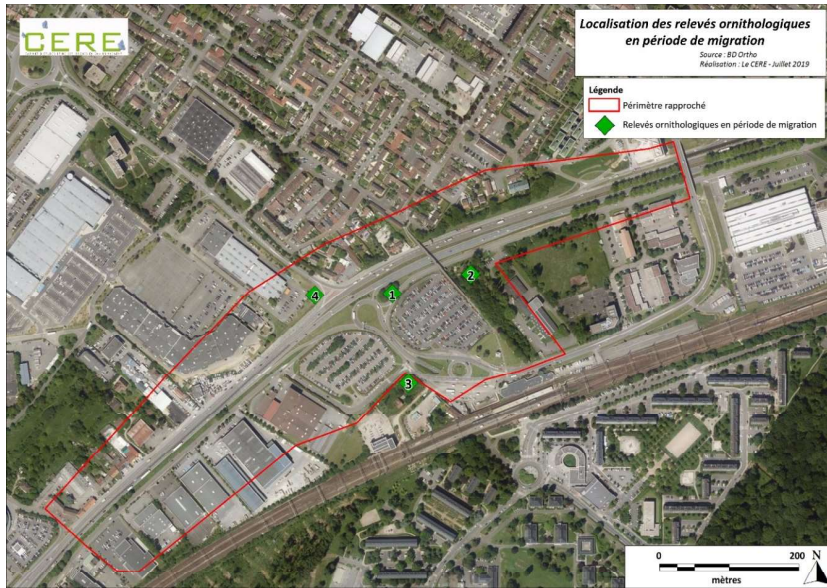 CERE
Localisation des relevés ornithologiques
en période de migration
Source : BD Ortho
Réalisation : Le CERE - Juillet 2019
Légende
Périmètre rapproché
Relevés ornithologiques en période de migration
2
4
1
3
0
200
mètres
N